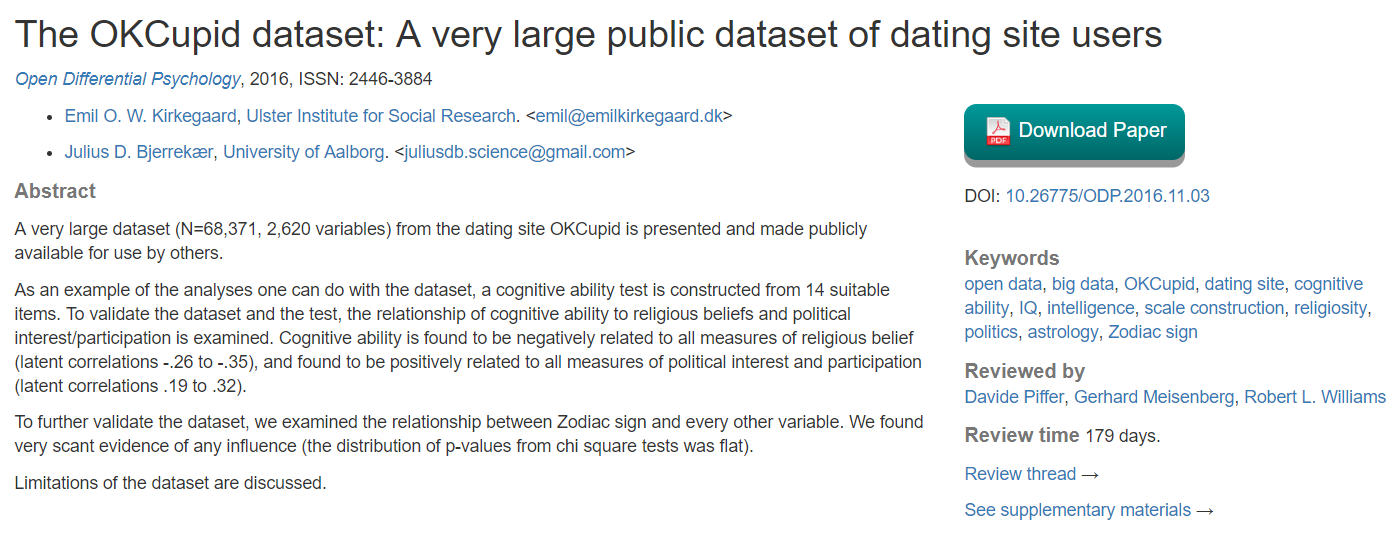 The OKCupid dataset: A very large public dataset of dating site users
Open Differential Psychology, 2016, ISSN: 2446-3884
• Emil O. W. Kirkegaard, Ulster Institute for Social Research. <emil@emilkirkegaard.dk>
• Julius D. Bjerrekær, University of Aalborg. <juliusdb.science@gmail.com>
Abstract
A very large dataset (N=68,371, 2,620 variables) from the dating site OKCupid is presented and made publicly
available for use by others.
As an example of the analyses one can do with the dataset, a cognitive ability test is constructed from 14 suitable
items. To validate the dataset and the test, the relationship of cognitive ability to religious beliefs and political
interest/participation is examined. Cognitive ability is found to be negatively related to all measures of religious belief
(latent correlations -.26 to -.35), and found to be positively related to all measures of political interest and participation
(latent correlations .19 to .32).
To further validate the dataset, we examined the relationship between Zodiac sign and every other variable. We found
very scant evidence of any influence (the distribution of p-values from chi square tests was flat).
Limitations of the dataset are discussed.
PDF
Download Paper
DOI: 10.26775/ODP.2016.11.03
Keywords
open data, big data, OKCupid, dating site, cognitive
ability, IQ, intelligence, scale construction, religiosity,
politics, astrology, Zodiac sign
Reviewed by
Davide Piffer, Gerhard Meisenberg, Robert L. Williams
Review time 179 days.
Review thread →
See supplementary materials →